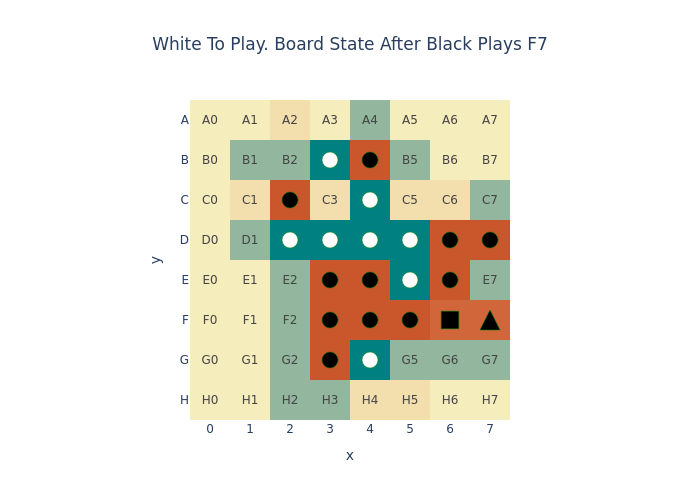 White To Play. Board State After Black Plays F7
A A0 A1 A2 A3 A4 A5 A6 A7
B B0 B1 B2 B5 B6 B7
C C0 C1 C3 C5 C6 C7
D D0 D1
E E0 E1 E2 E7
F F0 F1 F2
G G0 G1 G2 G5 G6 G7
H H0 H1 H2 H3 H4 H5 H6 H7
0 1 2 3 4 5 6 7
x
y